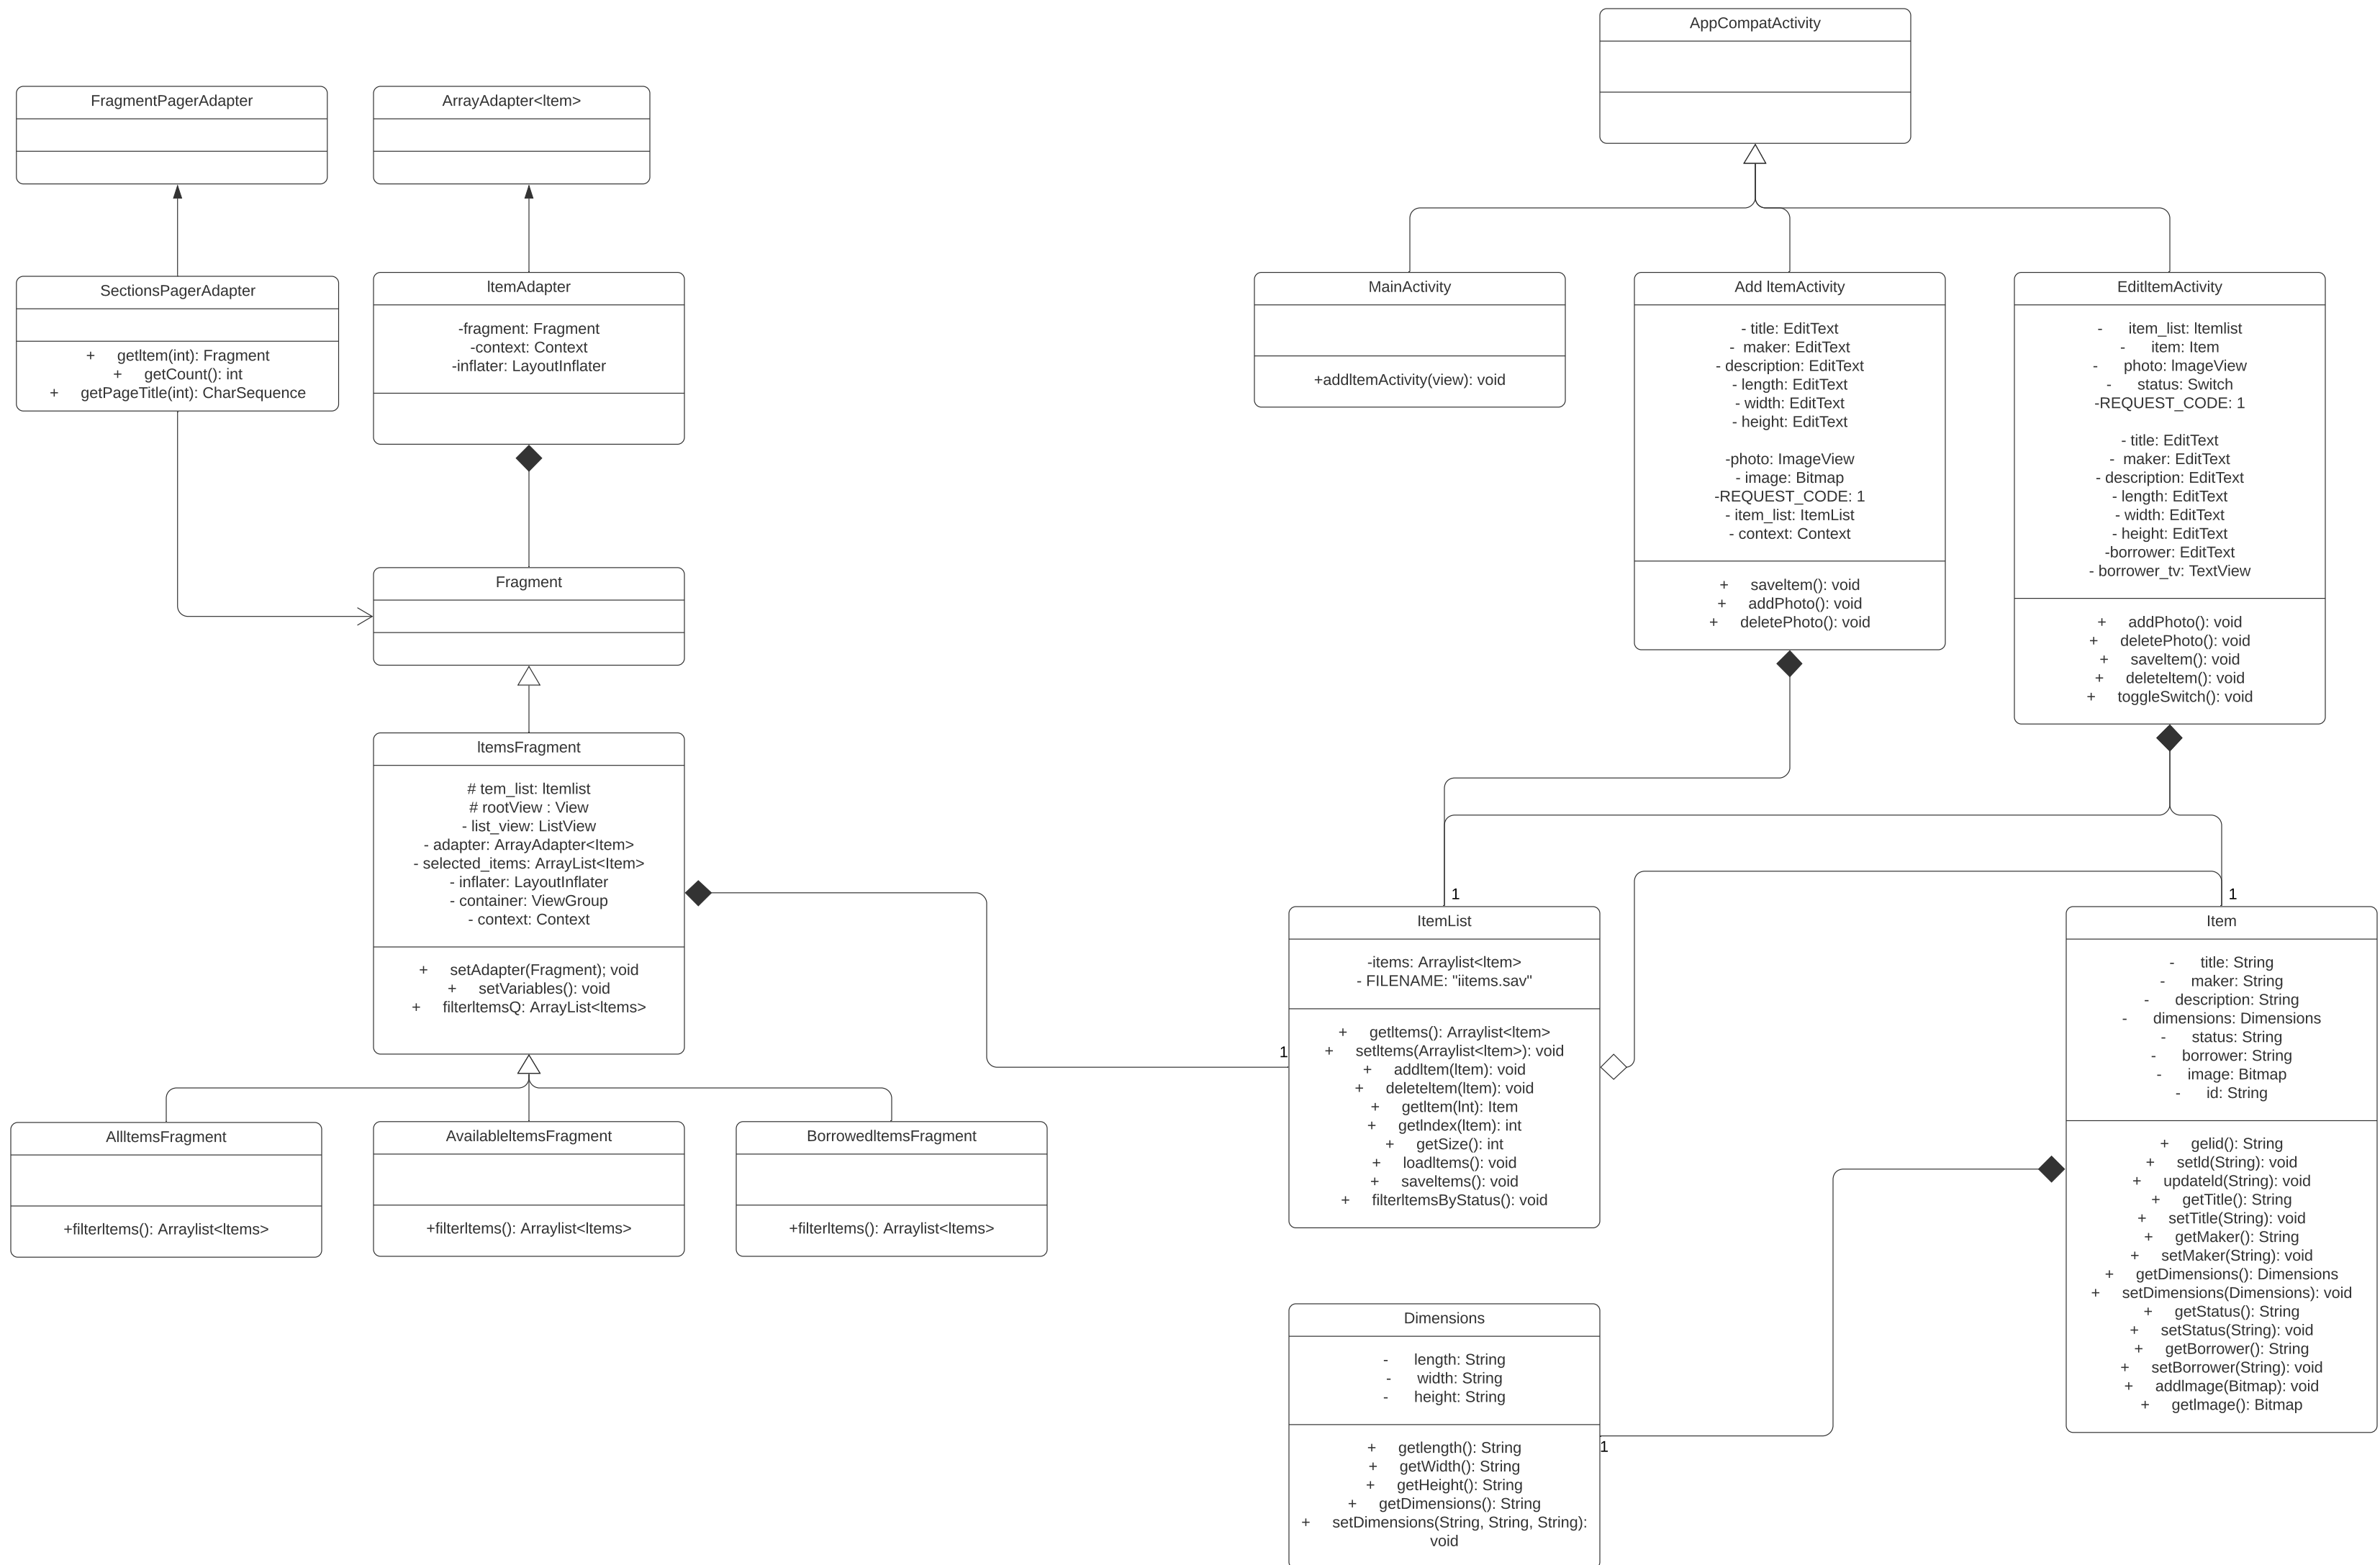 AppCompatActivity
FragmentPagerAdapter
ArrayAdapter<Item>
SectionsPagerAdapter
+ getItem(int): Fragment
+ getCount(): int
+ getPageTitle(int): CharSequence
ItemAdapter
-fragment: Fragment
-context: Context
-inflater: LayoutInflater
MainActivity
+addItemActivity(view): void
Add ItemActivity
- title: EditText
- maker: EditText
- description: EditText
- length: EditText
- width: EditText
- height: EditText
-photo: ImageView
- image: Bitmap
-REQUEST_CODE: 1
- item_list: ItemList
- context: Context
+ saveItem(): void
+ addPhoto(): void
+ deletePhoto(): void
EditItemActivity
- item_list: Itemlist
- item: Item
- photo: ImageView
- status: Switch
-REQUEST_CODE: 1
- title: EditText
- maker: EditText
- description: EditText
- length: EditText
- width: EditText
- height: EditText
-borrower: EditText
- borrower_tv: TextView
+ addPhoto(): void
+ deletePhoto(): void
+ saveItem(): void
+ deleteItem(): void
+ toggleSwitch(): void
Fragment
ItemsFragment
# tem_list: Itemlist
# rootView : View
- list_view: ListView
- adapter: ArrayAdapter<Item>
- selected_items: ArrayList<Item>
- inflater: LayoutInflater
- container: ViewGroup
- context: Context
+ setAdapter(Fragment); void
+ setVariables(): void
+ filterItemsQ: ArrayList<Items>
AllItemsFragment
+filterItems(): Arraylist<Items>
AvailableItemsFragment
+filterItems(): Arraylist<Items>
BorrowedItemsFragment
+filterItems(): Arraylist<Items>
1
1
1
ItemList
-items: Arraylist<Item>
- FILENAME: "iitems.sav"
+ getItems(): Arraylist<Item>
+ setItems(Arraylist<Item>): void
+ addItem(Item): void
+ deleteItem(Item): void
+ getItem(Int): Item
+ getIndex(Item): int
+ getSize(): int
+ loadItems(): void
+ saveItems(): void
+ filterItemsByStatus(): void
Item
- title: String
- maker: String
- description: String
- dimensions: Dimensions
- status: String
- borrower: String
- image: Bitmap
- id: String
+ gelid(): String
+ setId(String): void
+ updateId(String): void
+ getTitle(): String
+ setTitle(String): void
+ getMaker(): String
+ setMaker(String): void
+ getDimensions(): Dimensions
+ setDimensions(Dimensions): void
+ getStatus(): String
+ setStatus(String): void
+ getBorrower(): String
+ setBorrower(String): void
+ addImage(Bitmap): void
+ getImage(): Bitmap
Dimensions
- length: String
- width: String
- height: String
+ getlength(): String
+ getWidth(): String
+ getHeight(): String
+ getDimensions(): String
+ setDimensions(String, String, String):
void
1